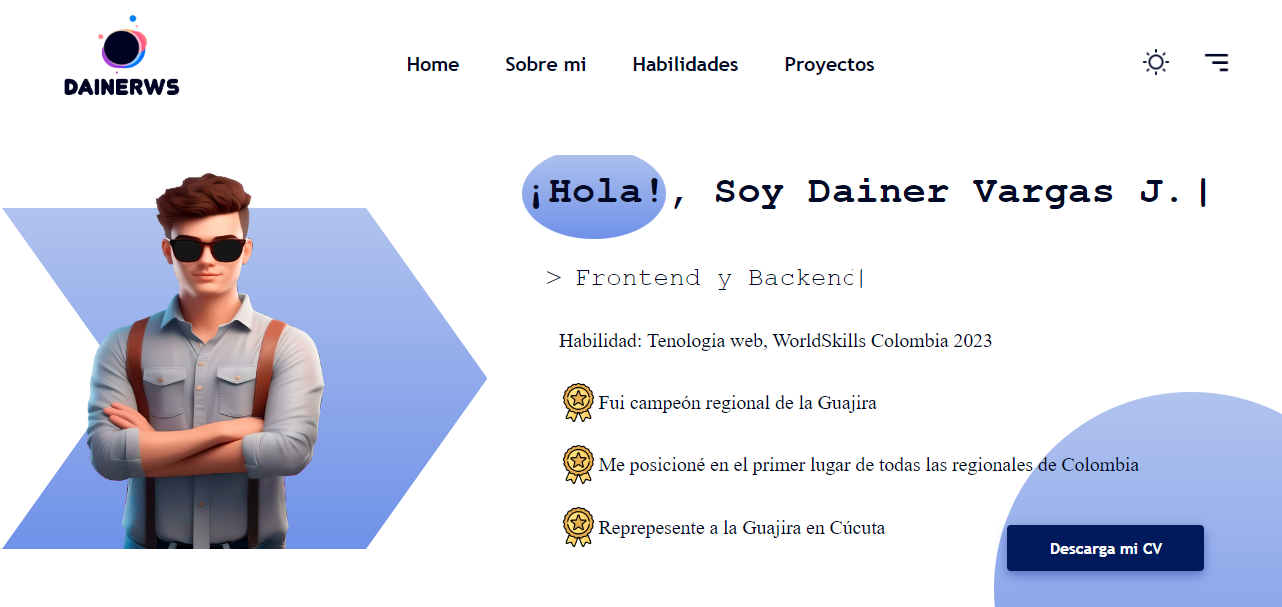 DAINERWS
Home Sobre mi Habilidades Proyectos
¡Hola!, Soy Dainer Vargas J.|
> Frontend y Backend|
Habilidad: Tenologia web, WorldSkills Colombia 2023
Fui campeón regional de la Guajira
Me posicioné en el primer lugar de todas las regionales de Colombia
Reprepesente a la Guajira en Cúcuta
Descarga mi CV